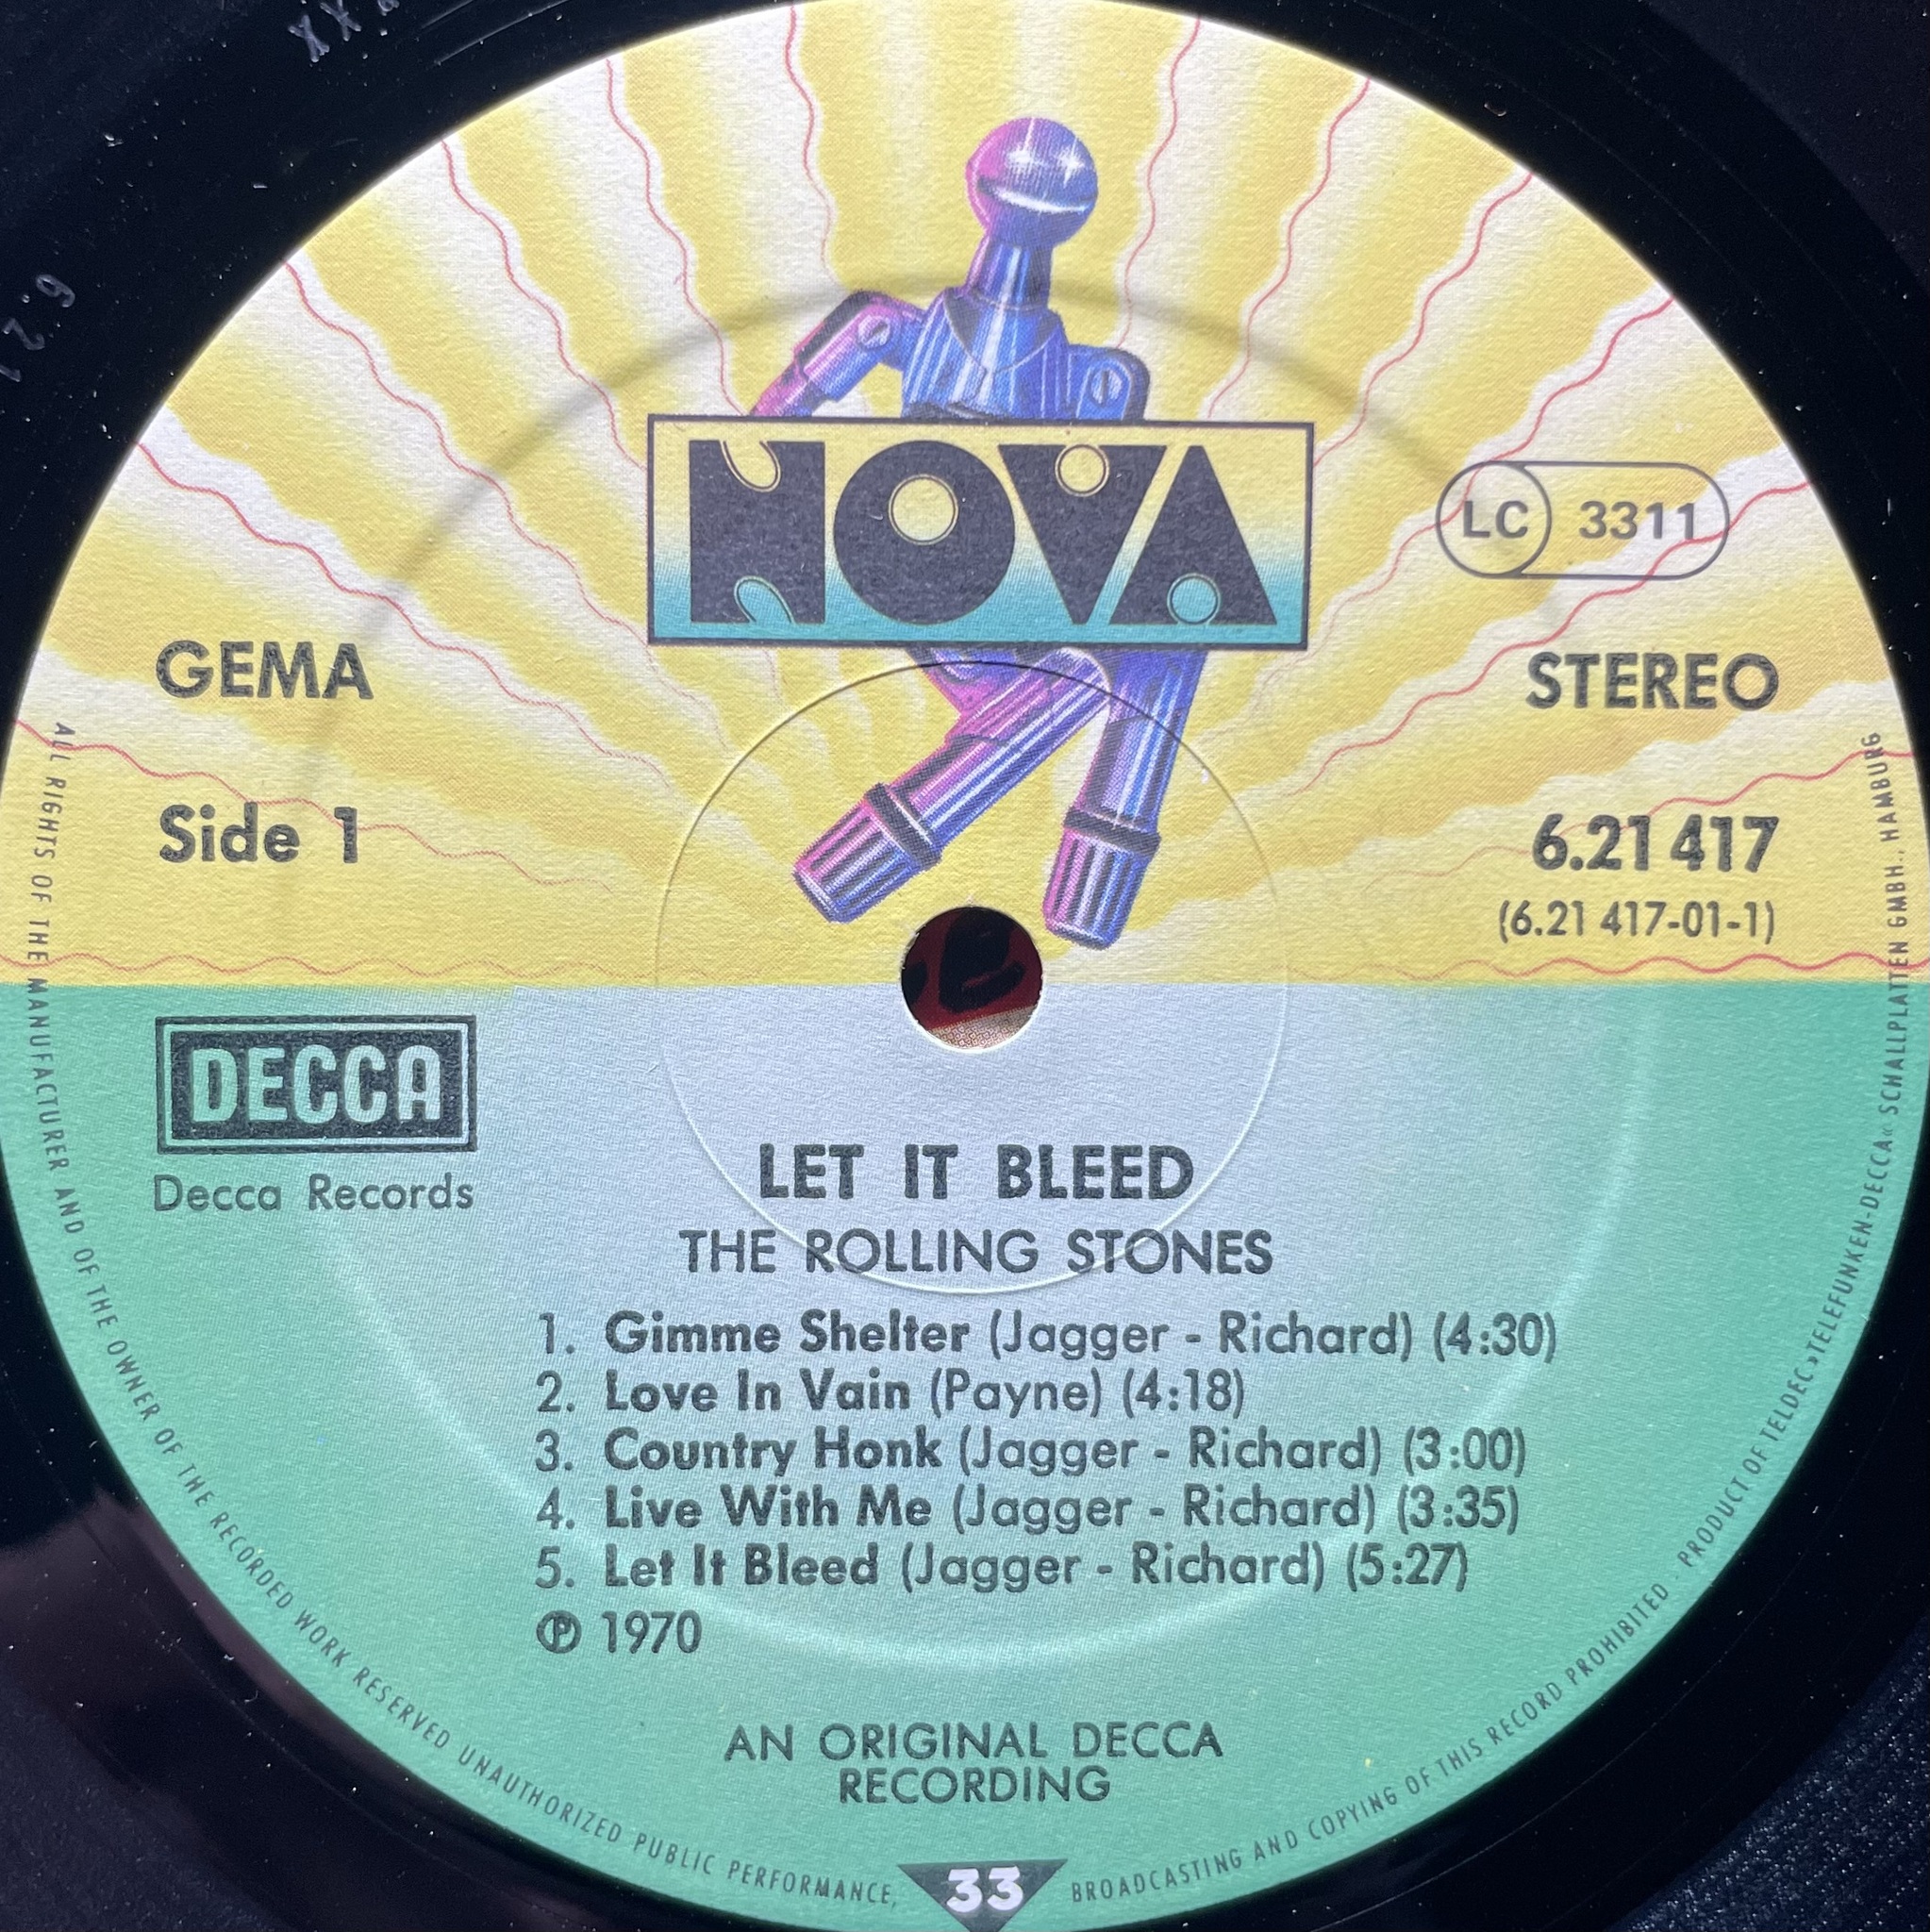 NOVA
LC 3311
GEMA
STEREO
Side 1
6.21 417
(6.21 417-01-1)
DECCA
Decca Records
LET IT BLEED
THE ROLLING STONES
1. Gimme Shelter (Jagger - Richard) (4:30)
2. Love In Vain (Payne) (4:18)
3. Country Honk (Jagger - Richard) (3:00)
4. Live With Me (Jagger - Richard) (3:35)
5. Let It Bleed (Jagger - Richard) (5:27)
Ⓟ 1970
AN ORIGINAL DECCA
RECORDING
33
ALL RIGHTS OF THE MANUFACTURER AND OF THE OWNER OF THE RECORDED WORK RESERVED UNAUTHORIZED PUBLIC PERFORMANCE, BROADCASTING AND COPYING OF THIS RECORD PROHIBITED · PRODUCT OF TELDEC »TELEFUNKEN-DECCA« SCHALLPLATTEN GMBH., HAMBURG
6.21